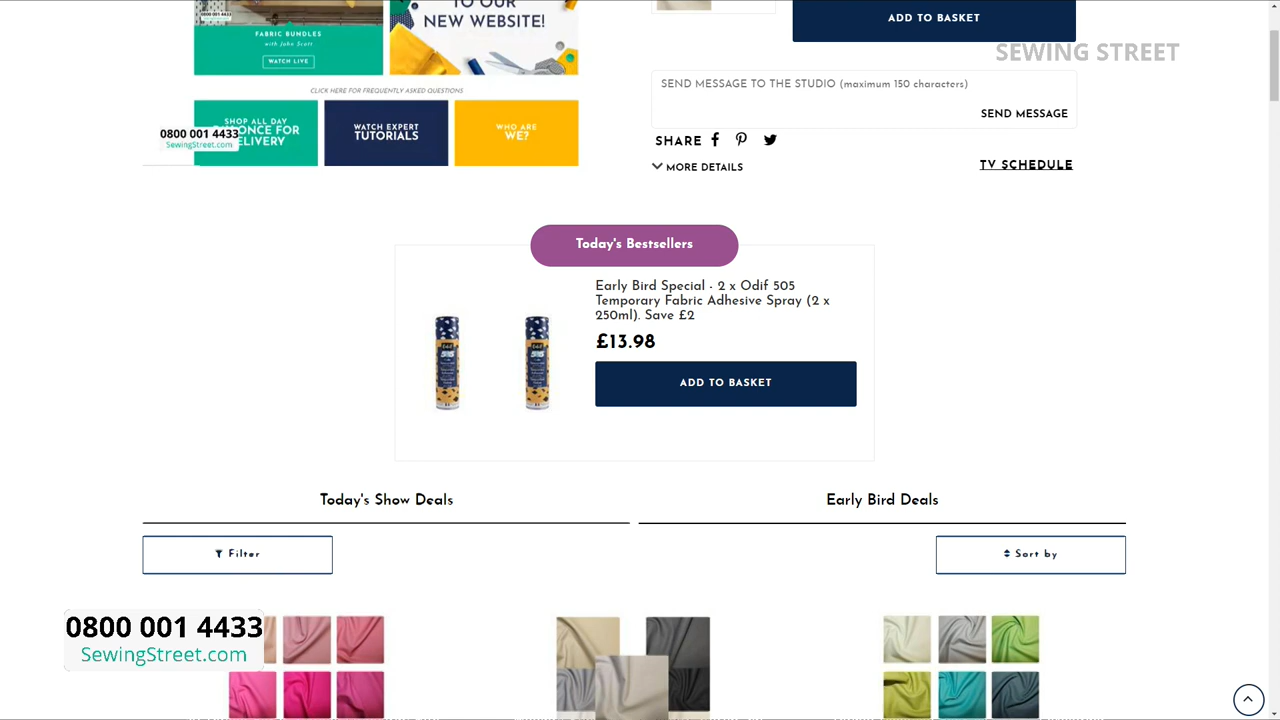 TO OUR
NEW WEBSITE!
0800 001 4433
FABRIC BUNDLES
with John Scott
WATCH LIVE
CLICK HERE FOR FREQUENTLY ASKED QUESTIONS
SHOP ALL DAY
ONCE FOR
DELIVERY
0800 001 4433
SewingStreet.com
WATCH EXPERT
TUTORIALS
WHO ARE
WE?
ADD TO BASKET
SEWING STREET
SEND MESSAGE TO THE STUDIO (maximum 150 characters)
SEND MESSAGE
SHARE
MORE DETAILS
TV SCHEDULE
Today's Bestsellers
Early Bird Special - 2 x Odif 505
Temporary Fabric Adhesive Spray (2 x
250ml). Save £2
£13.98
ADD TO BASKET
505
Today's Show Deals
Early Bird Deals
Filter
Sort by
0800 001 4433
SewingStreet.com